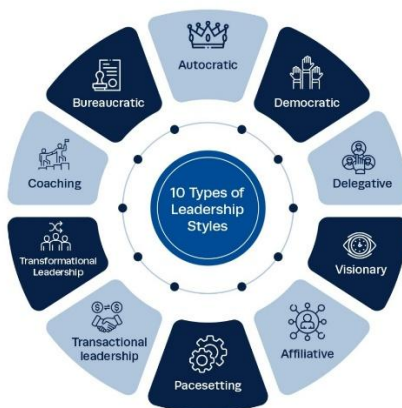 10 Types of
Leadership
Styles
Autocratic
Democratic
Delegative
Visionary
Affiliative
Pacesetting
Transactional
leadership
Transformational
Leadership
Coaching
Bureaucratic